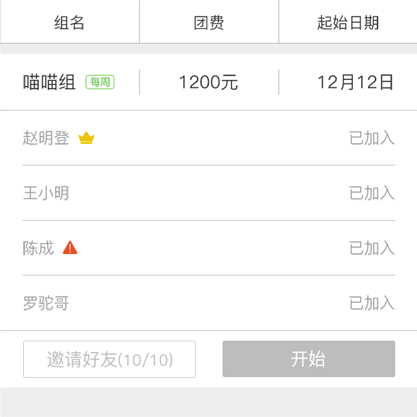 组名 团费 起始日期
喵喵组 每周 1200元 12月12日
赵明登 已加入
王小明 已加入
陈成 已加入
罗驼哥 已加入
邀请好友(10/10) 开始